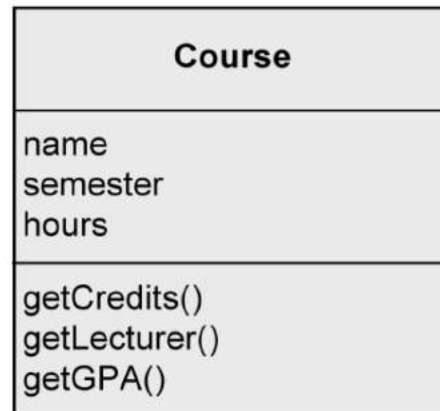 Course
name
semester
hours
getCredits()
getLecturer()
getGPA()